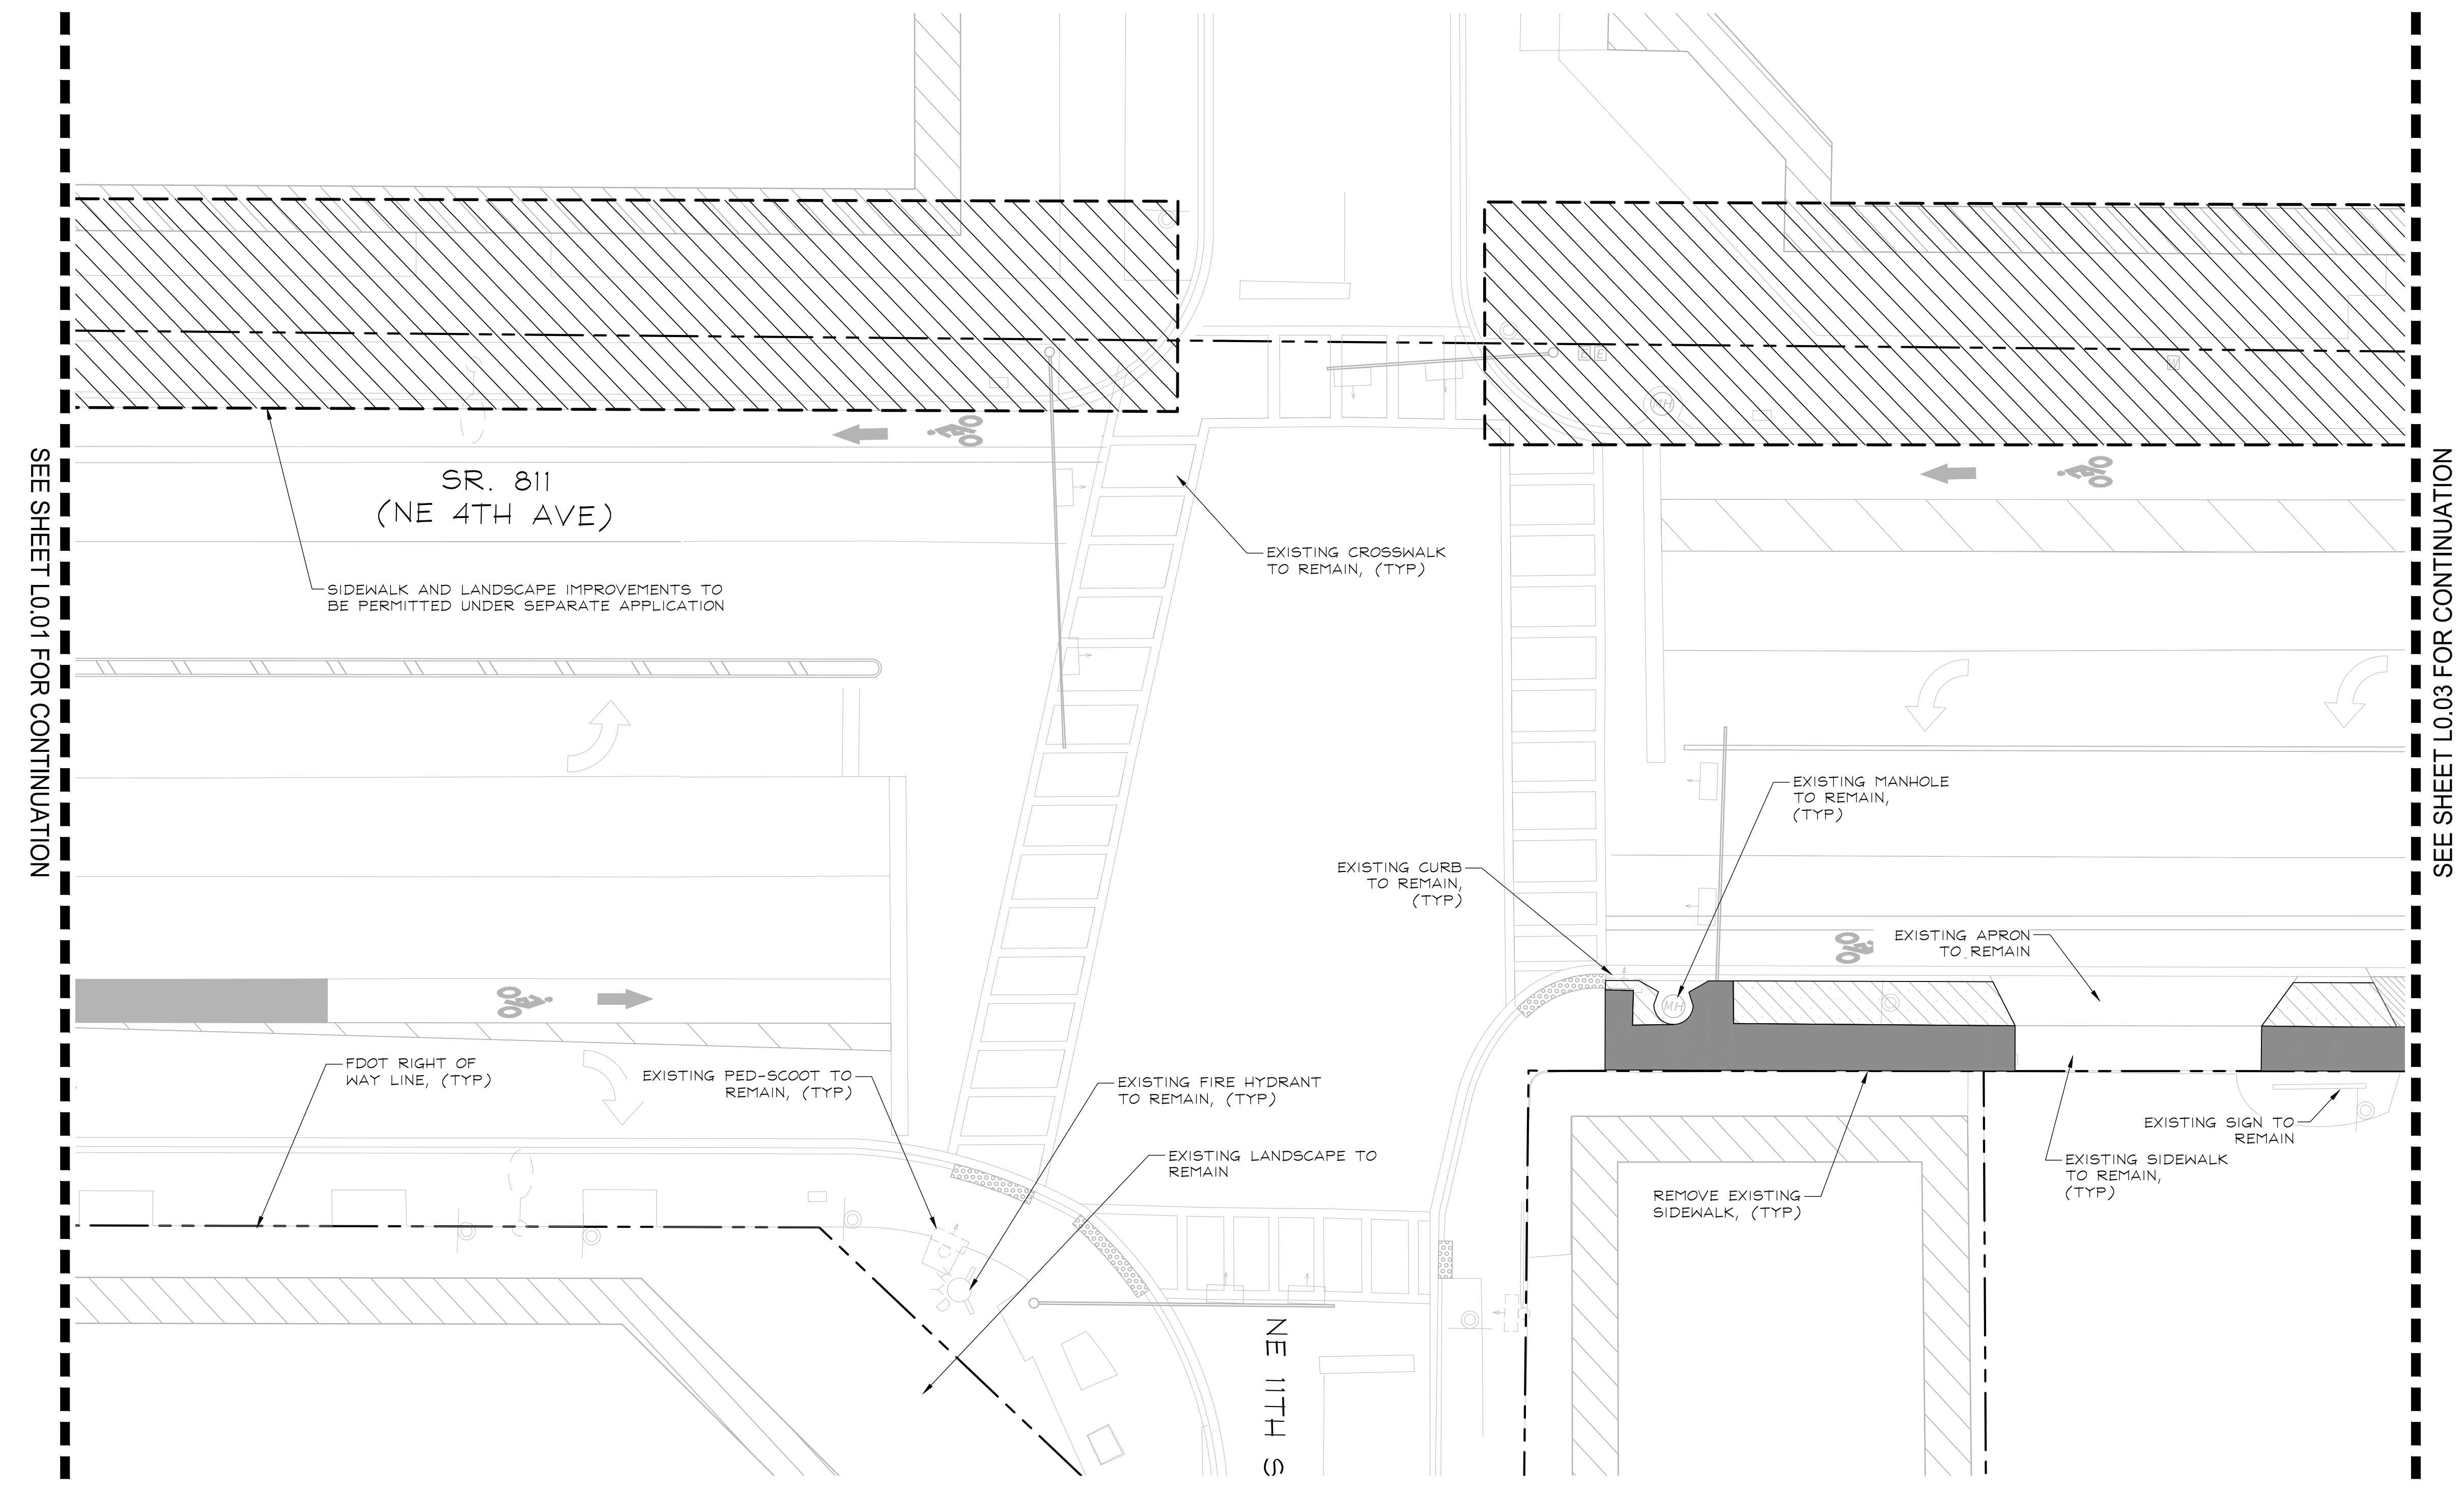 SEE SHEET L0.01 FOR CONTINUATION
SR. 811
(NE 4TH AVE)
SIDEWALK AND LANDSCAPE IMPROVEMENTS TO
BE PERMITTED UNDER SEPARATE APPLICATION
EXISTING CROSSWALK
TO REMAIN, (TYP)
E E
W
MH
EXISTING MANHOLE
TO REMAIN,
(TYP)
EXISTING CURB
TO REMAIN,
(TYP)
EXISTING APRON
TO REMAIN
MH
FDOT RIGHT OF
WAY LINE, (TYP)
EXISTING PED-SCOOT TO
REMAIN, (TYP)
EXISTING FIRE HYDRANT
TO REMAIN, (TYP)
EXISTING LANDSCAPE TO
REMAIN
REMOVE EXISTING
SIDEWALK, (TYP)
EXISTING SIGN TO
REMAIN
EXISTING SIDEWALK
TO REMAIN,
(TYP)
NE 11TH S
SEE SHEET L0.03 FOR CONTINUATION